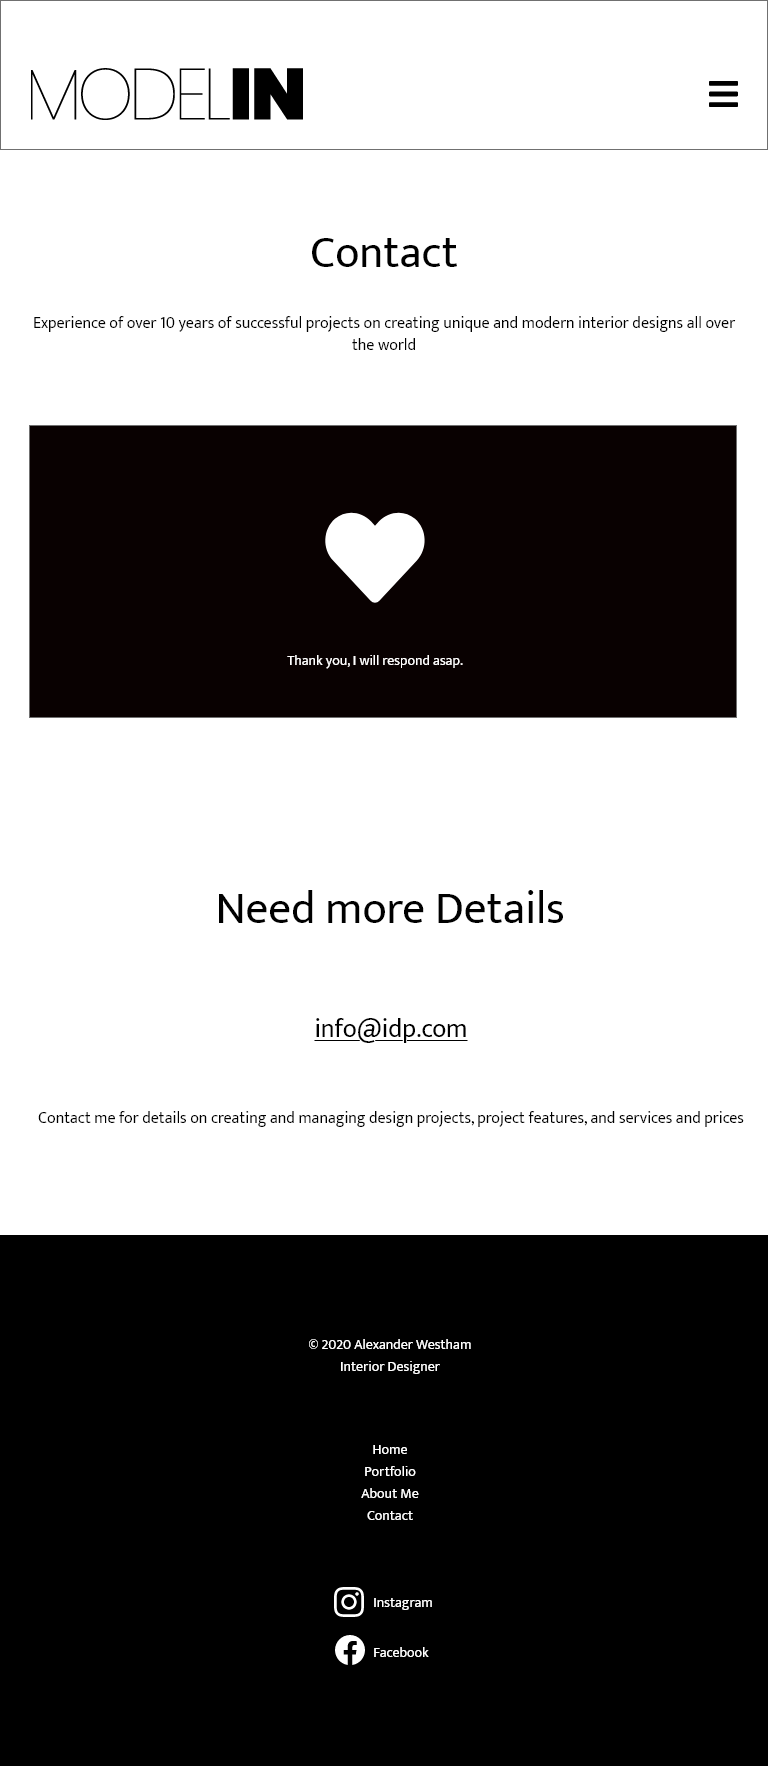 MODELIN
Contact
Experience of over 10 years of successful projects on creating unique and modern interior designs all over
the world
Thank you, I will respond asap.
Need more Details
info@idp.com
Contact me for details on creating and managing design projects, project features, and services and prices
© 2020 Alexander Westham
Interior Designer
Home
Portfolio
About Me
Contact
Instagram
Facebook